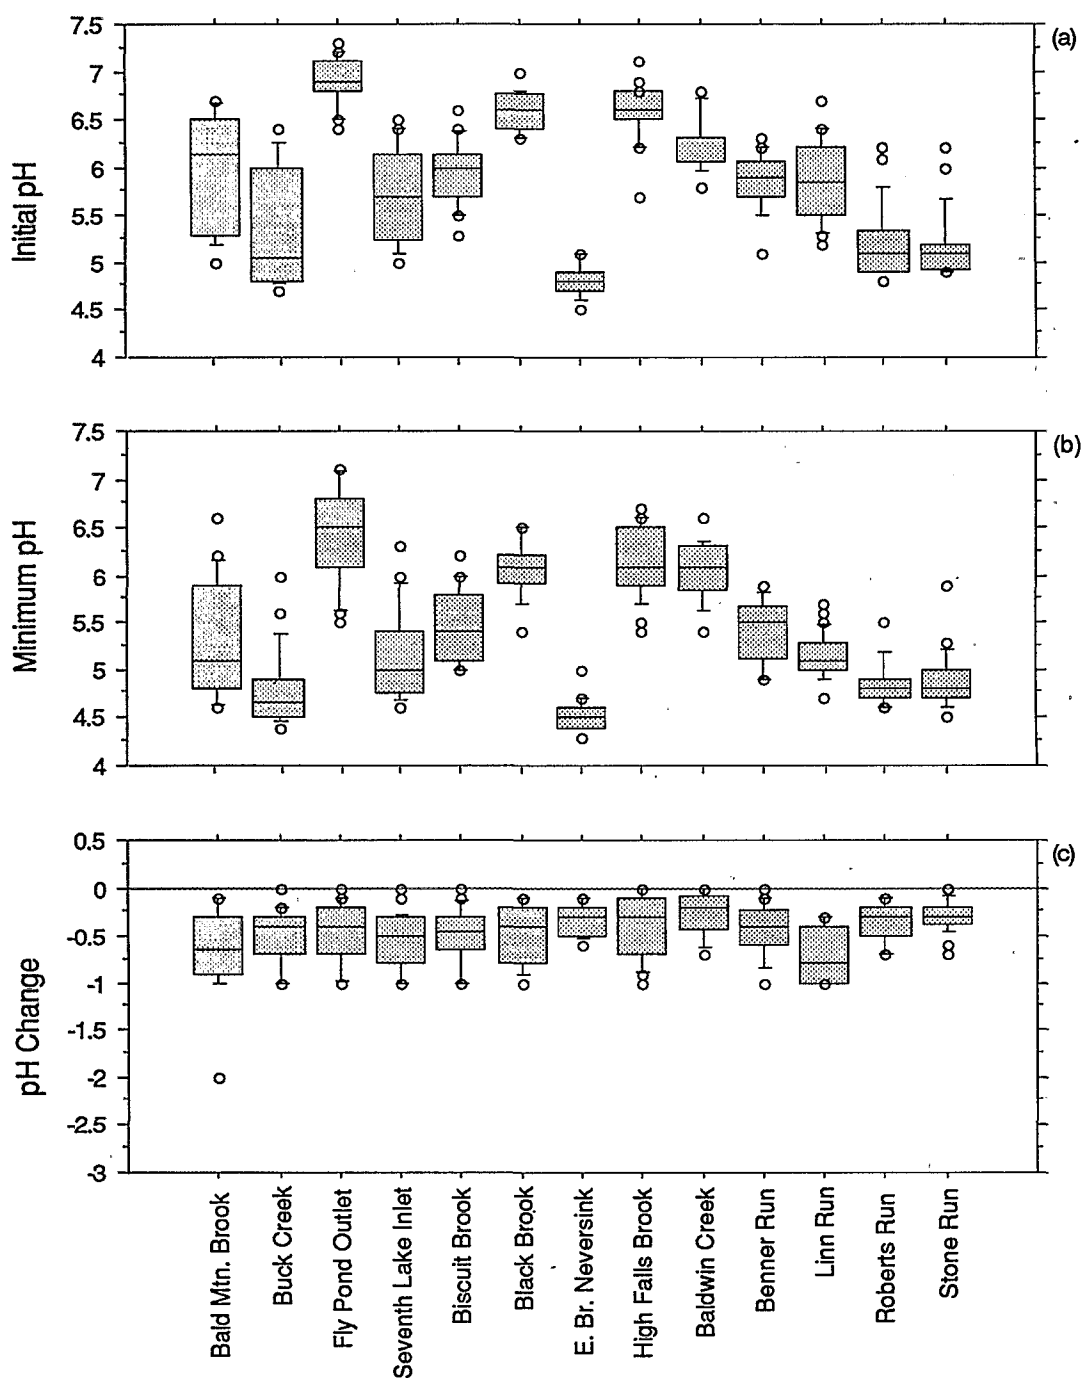 (a)
Initial pH
7.5
7
6.5
6
5.5
5
4.5
4
(b)
Minimum pH
7.5
7
6.5
6
5.5
5
4.5
4
(c)
pH Change
0.5
0
-0.5
-1
-1.5
-2
-2.5
-3
Bald Mtn. Brook
Buck Creek
Fly Pond Outlet
Seventh Lake Inlet
Biscuit Brook
Black Brook
E. Br. Neversink
High Falls Brook
Baldwin Creek
Benner Run
Linn Run
Roberts Run
Stone Run